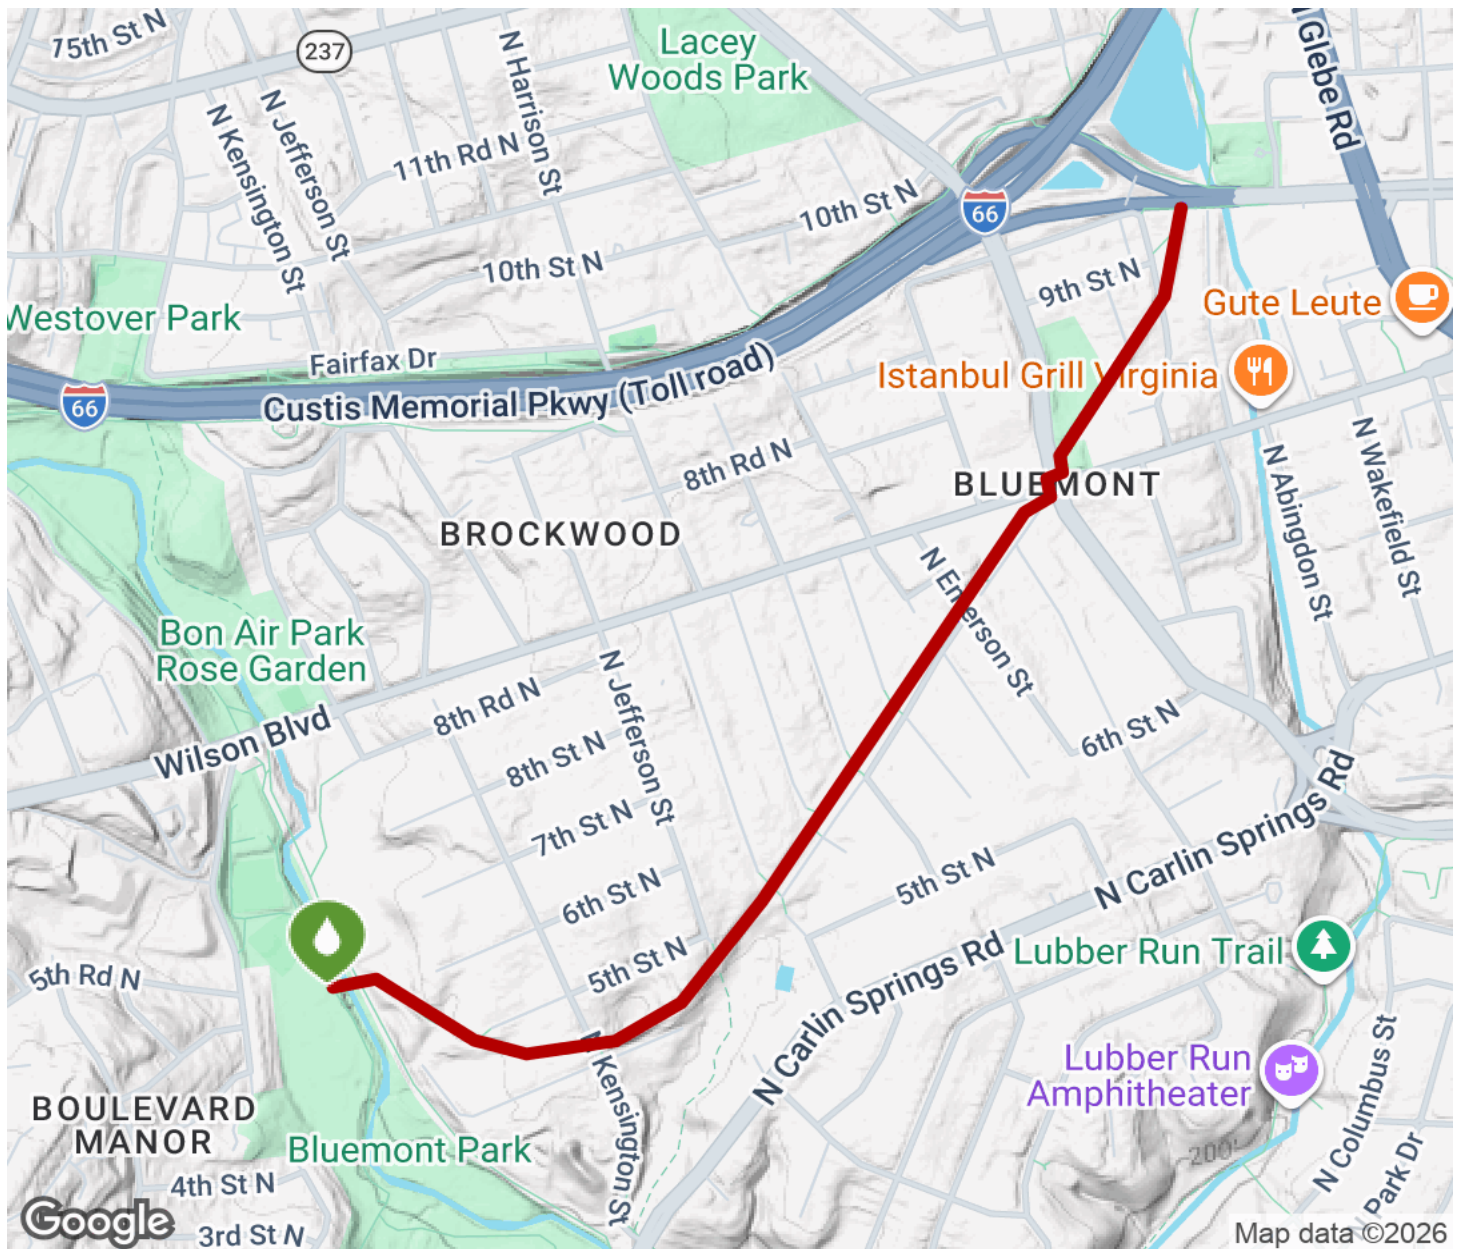 15th St N
237
N Harrison St
Lacey
Woods Park
N Glebe Rd
N Kensington St
N Jefferson St
11th Rd N
10th St N
66
10th St N
9th St N
Gute Leute
Westover Park
Fairfax Dr
Istanbul Grill Virginia
66
Custis Memorial Pkwy (Toll road)
8th Rd N
BLUEMONT
N Abingdon St
N Wakefield St
BROCKWOOD
N Emerson St
Bon Air Park
Rose Garden
N Jefferson St
8th Rd N
Wilson Blvd
8th St N
6th St N
7th St N
N Carlin Springs Rd
5th St N
6th St N
5th St N
Lubber Run Trail
5th Rd N
N Carlin Springs Rd
N Kensington St
Lubber Run
Amphitheater
N Columbus St
BOULEVARD
MANOR
Bluemont Park
200'
4th St N
N Park Dr
3rd St N
Google
Map data ©2026